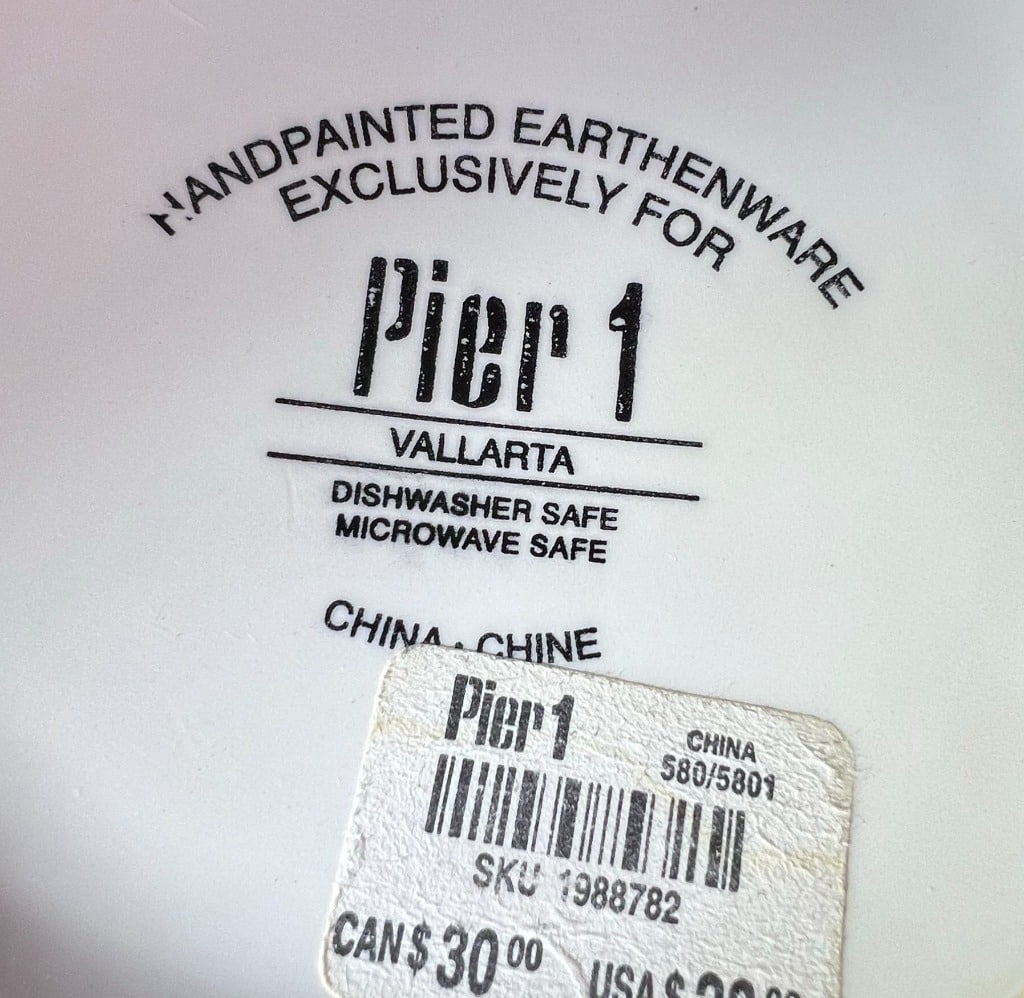 HANDPAINTED EARTHENWARE
EXCLUSIVELY FOR
Pier 1
VALLARTA
DISHWASHER SAFE
MICROWAVE SAFE
CHINA · CHINE
Pier 1
CHINA
580/5801
SKU 1988782
CAN$ 30 00
USA$